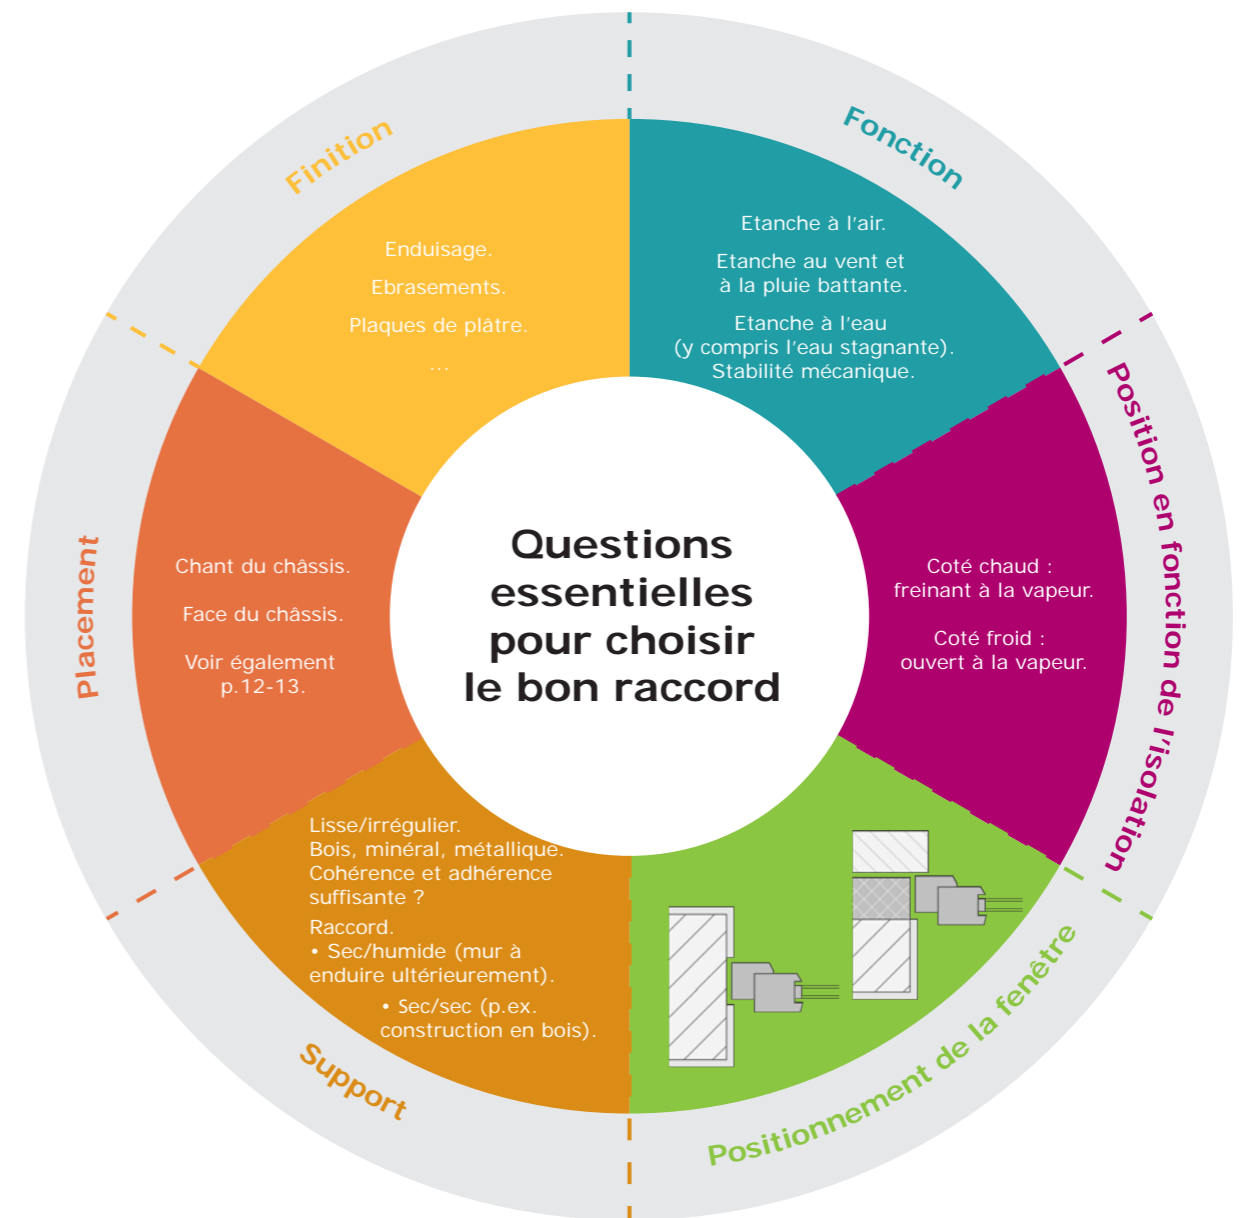 Questions
essentielles
pour choisir
le bon raccord
Fonction
Etanche à l'air.
Etanche au vent et
à la pluie battante.
Etanche à l'eau
(y compris l'eau stagnante).
Stabilité mécanique.
Position en fonction de l'isolation
Coté chaud :
freinant à la vapeur.
Coté froid :
ouvert à la vapeur.
Positionnement de la fenêtre
Support
Lisse/irrégulier.
Bois, minéral, métallique.
Cohérence et adhérence
suffisante ?
Raccord.
• Sec/humide (mur à
enduire ultérieurement).
• Sec/sec (p.ex.
construction en bois).
Placement
Chant du châssis.
Face du châssis.
Voir également
p.12-13.
Finition
Enduisage.
Ebrasements.
Plaques de plâtre.
...